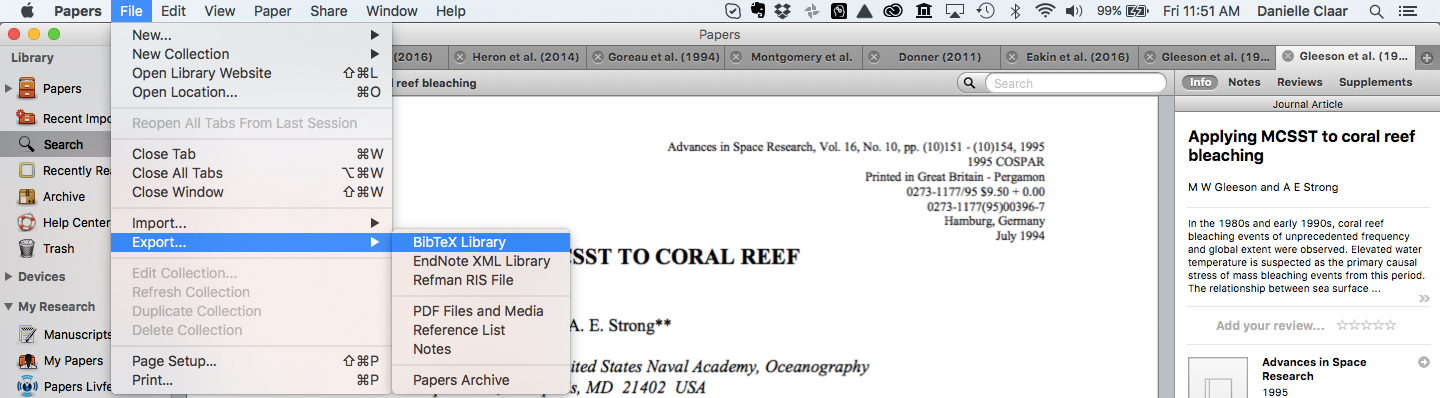 Papers File Edit View Paper Share Window Help 99% Fri 11:51 AM Danielle Claar
Papers
(2016) Heron et al. (2014) Goreau et al. (1994) Montgomery et al. Donner (2011) Eakin et al. (2016) Gleeson et al. (19... Gleeson et al. (19...
reef bleaching Search
Info Notes Reviews Supplements
Library
Papers
Recent Impo
Search
Recently Rea
Archive
Help Center
Trash
Devices
My Research
Manuscripts
My Papers
Papers Livfe
New...
New Collection
Open Library Website ⇧⌘L
Open Location... ⌘O
Reopen All Tabs From Last Session
Close Tab ⌘W
Close All Tabs ⌥⌘W
Close Window ⇧⌘W
Import...
Export...
Edit Collection...
Refresh Collection
Duplicate Collection
Delete Collection
Page Setup... ⇧⌘P
Print... ⌘P
BibTeX Library
EndNote XML Library
Refman RIS File
PDF Files and Media
Reference List
Notes
Papers Archive
Advances in Space Research, Vol. 16, No. 10, pp. (10)151 - (10)154, 1995
1995 COSPAR
Printed in Great Britain - Pergamon
0273-1177/95 $9.50 + 0.00
0273-1177(95)00396-7
Hamburg, Germany
July 1994
SST TO CORAL REEF
A. E. Strong**
ited States Naval Academy, Oceanography
s, MD 21402 USA
Journal Article
Applying MCSST to coral reef
bleaching
M W Gleeson and A E Strong
In the 1980s and early 1990s, coral reef
bleaching events of unprecedented frequency
and global extent were observed. Elevated water
temperature is suspected as the primary causal
stress of mass bleaching events from this period.
The relationship between sea surface ...
Add your review...
Advances in Space
Research
1995